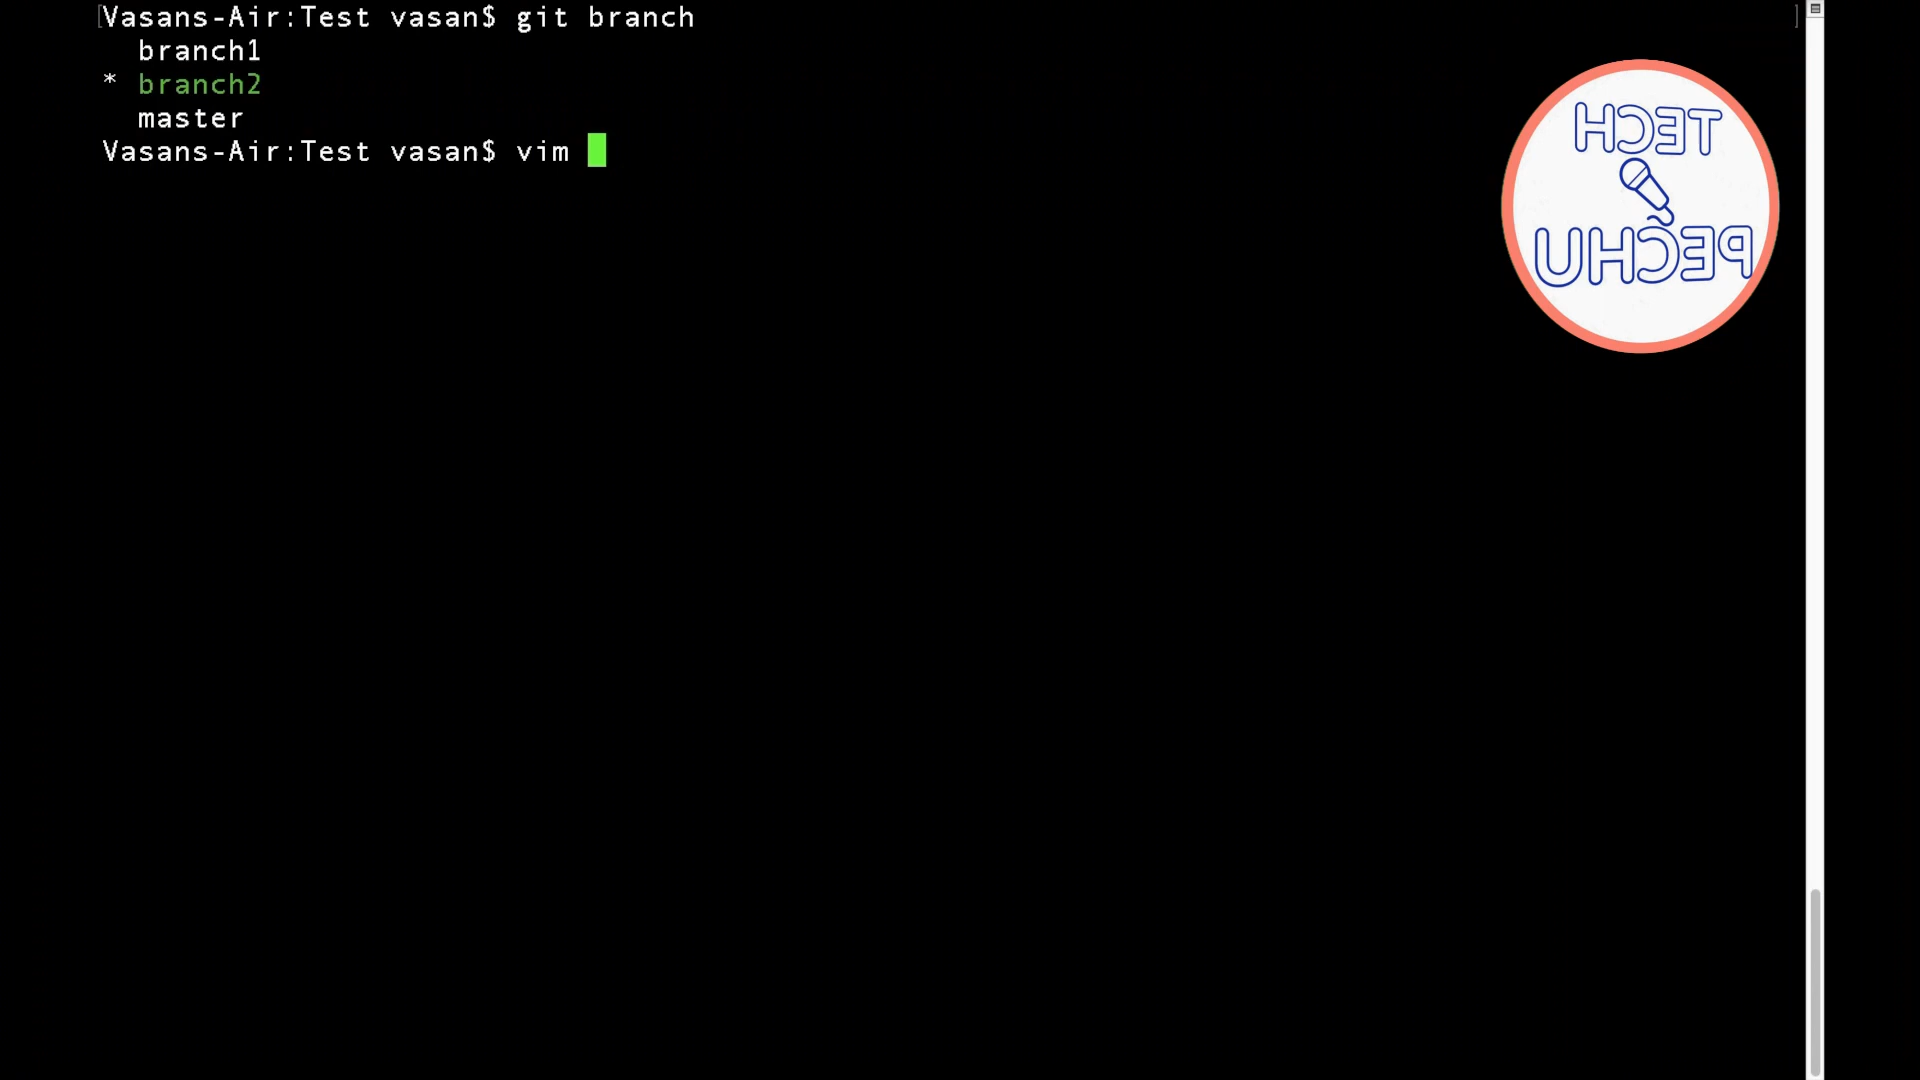 Vasans-Air:Test vasan$ git branch
branch1
* branch2
master
Vasans-Air:Test vasan$ vim
TECH
PECHU